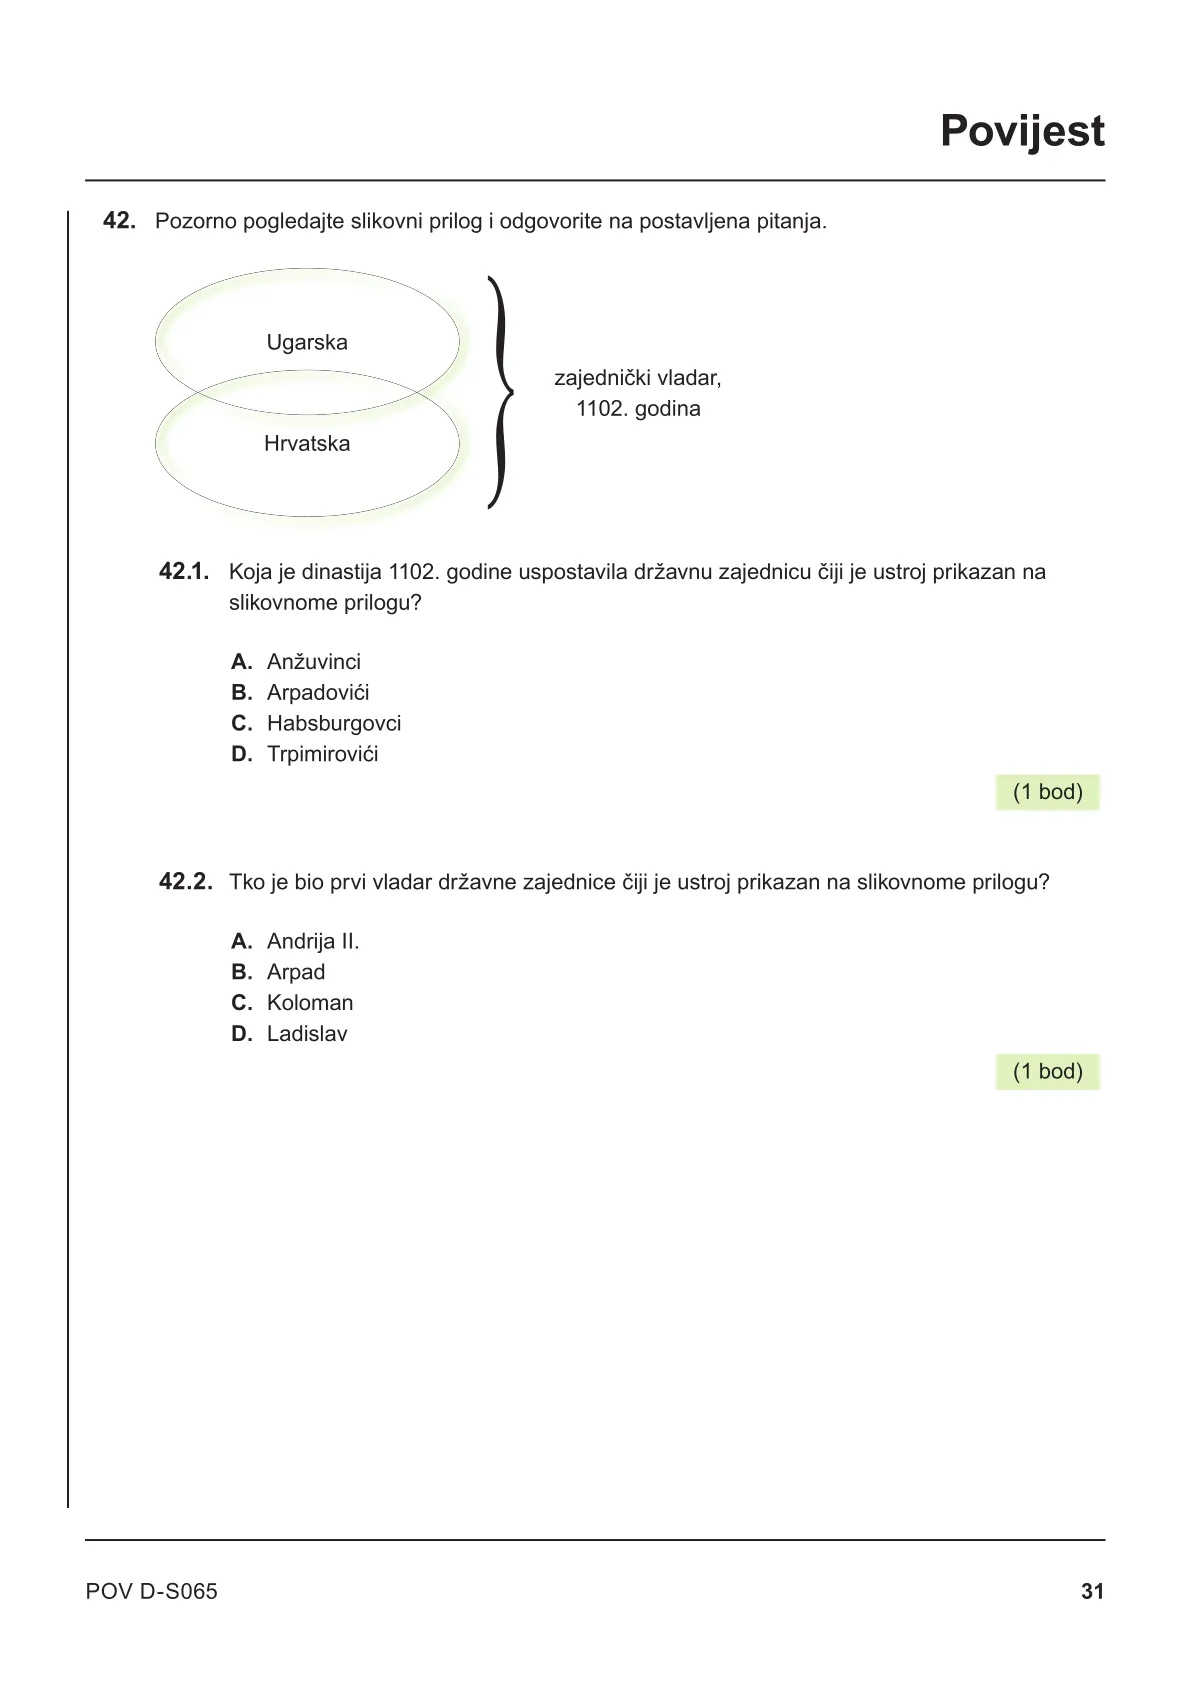 Povijest
42. Pozorno pogledajte slikovni prilog i odgovorite na postavljena pitanja.
Ugarska
Hrvatska
zajednički vladar,
1102. godina
42.1. Koja je dinastija 1102. godine uspostavila državnu zajednicu čiji je ustroj prikazan na
slikovnome prilogu?
A. Anžuvinci
B. Arpadovići
C. Habsburgovci
D. Trpimirovići
(1 bod)
42.2. Tko je bio prvi vladar državne zajednice čiji je ustroj prikazan na slikovnome prilogu?
A. Andrija II.
B. Arpad
C. Koloman
D. Ladislav
(1 bod)
POV D-S065
31